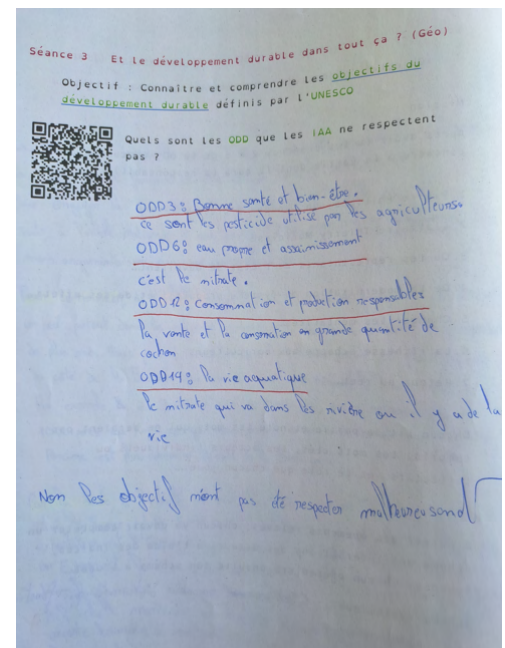 Séance 3 Et le développement durable dans tout ça ? (Géo)
Objectif : Connaître et comprendre les objectifs du
développement durable définis par l'UNESCO
Quels sont les ODD que les IAA ne respectent
pas ?
ODD3: Bonne santé et bien-être.
ce sont les pesticide utilisé par les agriculteurs.
ODD6: eau propre et assainissement
c'est le nitrate.
ODD12: consommation et production responsables
la vente et la consomation en grande quantité de
cochon
ODD14: la vie aquatique
le nitrate qui va dans les rivière ou il y a de la
vie
Non les objectif n'ont pas été respecter